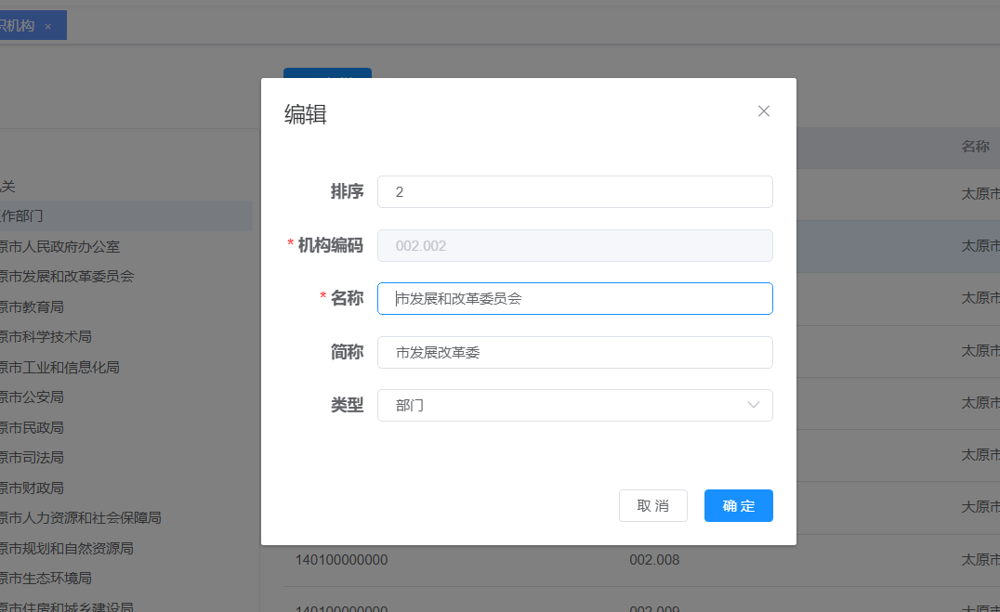 织机构 ×
编辑
排序 2
* 机构编码 002.002
* 名称 市发展和改革委员会
简称 市发展改革委
类型 部门
取消 确定
名称
关
作部门
原市人民政府办公室
原市发展和改革委员会
原市教育局
原市科学技术局
原市工业和信息化局
原市公安局
原市民政局
原市司法局
原市财政局
原市人力资源和社会保障局
原市规划和自然资源局
原市生态环境局
原市住房和城乡建设局
太原市
太原市
太原市
太原市
太原市
太原市
太原市
140100000000 002.008 太原市
140100000000 002.009 太原市